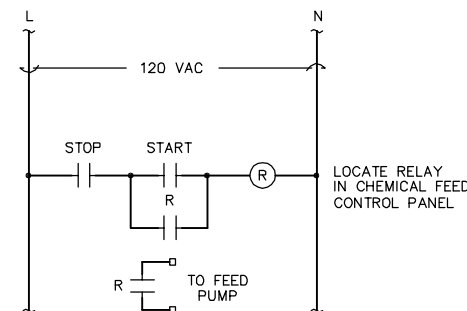 L
N
120 VAC
STOP
START
R
R
LOCATE RELAY
IN CHEMICAL FEED
CONTROL PANEL
R
TO FEED
PUMP